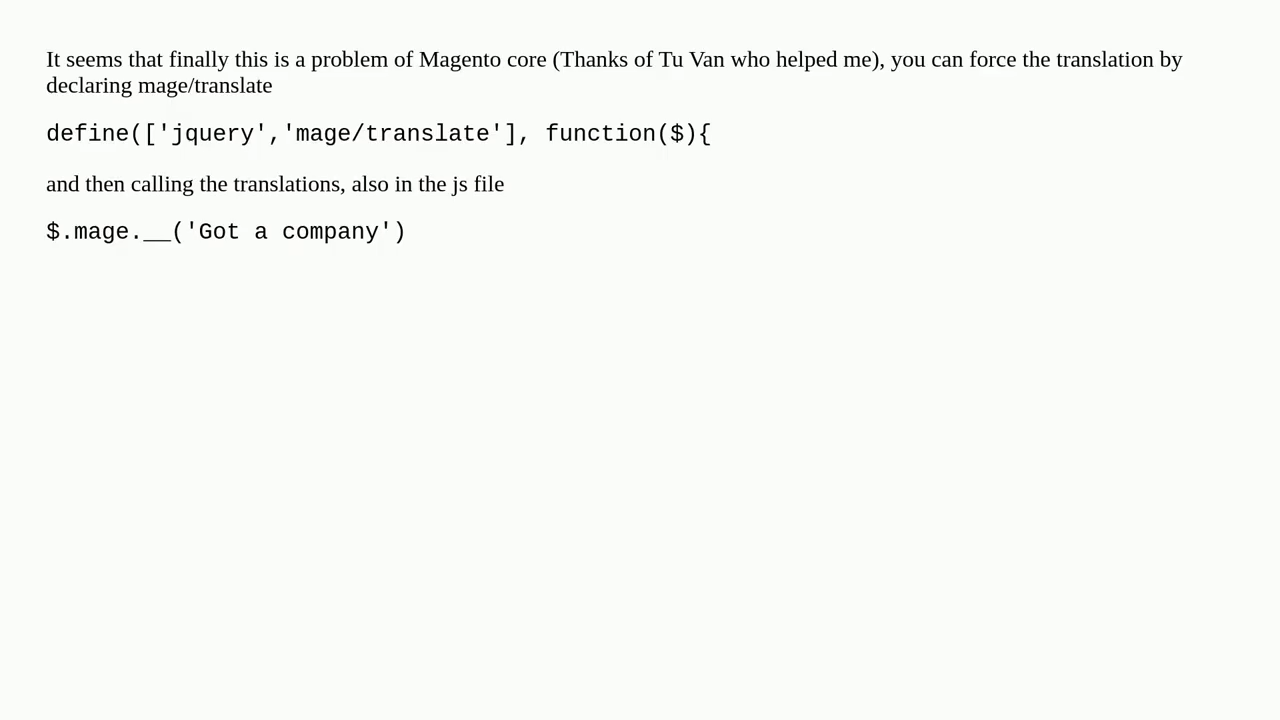 It seems that finally this is a problem of Magento core (Thanks of Tu Van who helped me), you can force the translation by
declaring mage/translate
define(['jquery','mage/translate'], function($){
and then calling the translations, also in the js file
$.mage.__('Got a company')